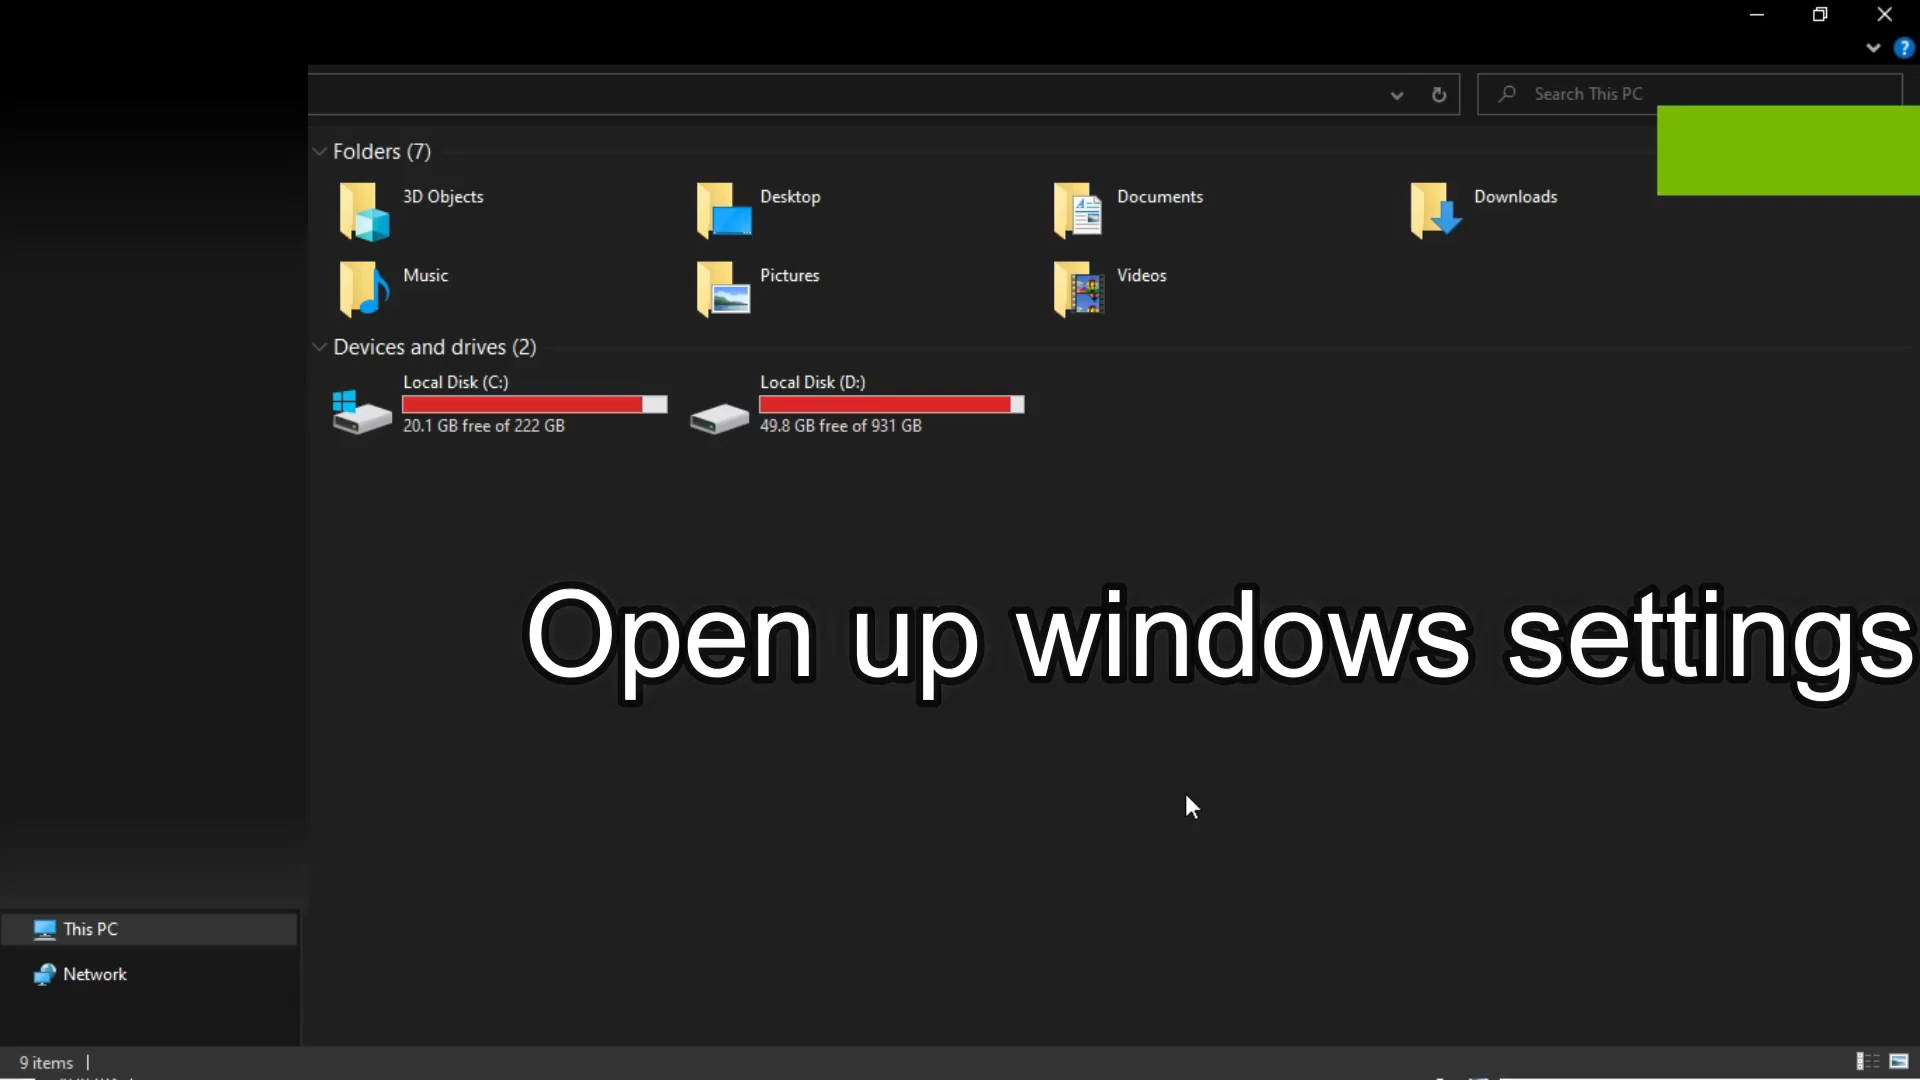 Search This PC
Folders (7)
3D Objects
Desktop
Documents
Downloads
Music
Pictures
Videos
Devices and drives (2)
Local Disk (C:)
20.1 GB free of 222 GB
Local Disk (D:)
49.8 GB free of 931 GB
Open up windows settings
This PC
Network
9 items